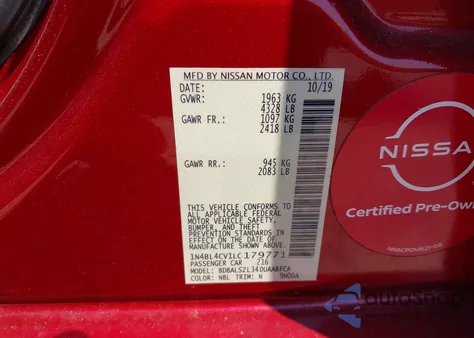 MFD BY NISSAN MOTOR CO., LTD.
DATE: 10/19
GVWR: 1963 KG
4328 LB
GAWR FR.: 1097 KG
2418 LB
GAWR RR.: 945 KG
2083 LB
THIS VEHICLE CONFORMS TO
ALL APPLICABLE FEDERAL
MOTOR VEHICLE SAFETY,
BUMPER, AND THEFT
PREVENTION STANDARDS IN
EFFECT ON THE DATE OF
MANUFACTURE SHOWN ABOVE.
1N4BL4CV1LC179771
PASSENGER CAR 216
MODEL: BDBALSZL34DUAABFCA
COLOR: NBL TRIM: N 9N00A
NISSA
Certified Pre-Own
AutoSnap